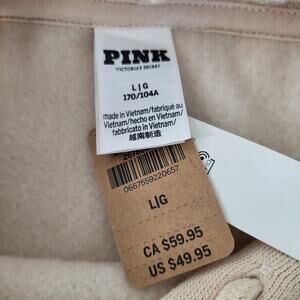 PINK
VICTORIA'S SECRET
L|G
170/104A
made in Vietnam/fabriqué au
Vietnam/hecho en Vietnam/
fabbricato in Vietnam/
越南制造
0667559220657
L|G
CA $59.95
US $49.95